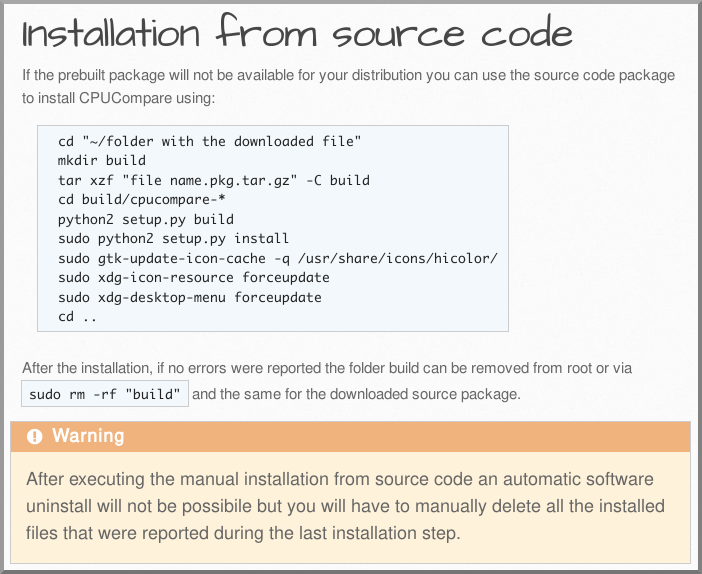 Installation from source code
If the prebuilt package will not be available for your distribution you can use the source code package
to install CPUCompare using:
cd "~/folder with the downloaded file"
mkdir build
tar xzf "file name.pkg.tar.gz" -C build
cd build/cpucompare-*
python2 setup.py build
sudo python2 setup.py install
sudo gtk-update-icon-cache -q /usr/share/icons/hicolor/
sudo xdg-icon-resource forceupdate
sudo xdg-desktop-menu forceupdate
cd ..
After the installation, if no errors were reported the folder build can be removed from root or via
sudo rm -rf "build" and the same for the downloaded source package.
Warning
After executing the manual installation from source code an automatic software
uninstall will not be possibile but you will have to manually delete all the installed
files that were reported during the last installation step.